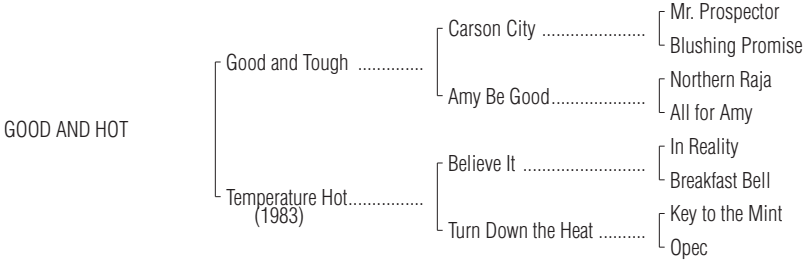 Mr. Prospector
Carson City ......................
Blushing Promise
Good and Tough ..............
Northern Raja
Amy Be Good....................
All for Amy
GOOD AND HOT
In Reality
Believe It ..........................
Breakfast Bell
Temperature Hot................
(1983)
Key to the Mint
Turn Down the Heat ..........
Opec